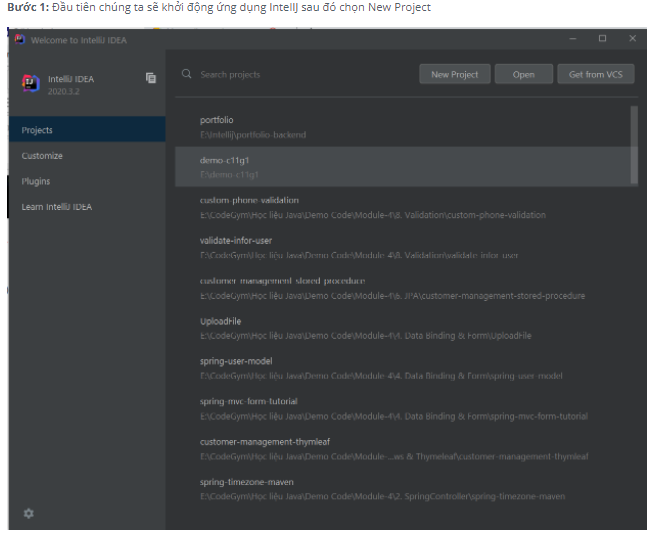 Bước 1: Đầu tiên chúng ta sẽ khởi động ứng dụng IntellJ sau đó chọn New Project
Welcome to IntelliJ IDEA
IntelliJ IDEA
2020.3.2
Search projects
New Project
Open
Get from VCS
Projects
Customize
Plugins
Learn IntelliJ IDEA
portfolio
E:\Intellij\portfolio-backend
demo-c11g1
E:\demo-c11g1
custom-phone-validation
E:\CodeGym\Học liệu Java\Demo Code\Module-4\8. Validation\custom-phone-validation
validate-infor-user
E:\CodeGym\Học liệu Java\Demo Code\Module-4\8. Validation\validate-infor-user
customer-management-stored-procedure
E:\CodeGym\Học liệu Java\Demo Code\Module-4\6. JPA\customer-management-stored-procedure
UploadFile
E:\CodeGym\Học liệu Java\Demo Code\Module-4\4. Data Binding & Form\UploadFile
spring-user-model
E:\CodeGym\Học liệu Java\Demo Code\Module-4\4. Data Binding & Form\spring-user-model
spring-mvc-form-tutorial
E:\CodeGym\Học liệu Java\Demo Code\Module-4\4. Data Binding & Form\spring-mvc-form-tutorial
customer-management-thymleaf
E:\CodeGym\Học liệu Java\Demo Code\Module-...ws & Thymeleaf\customer-management-thymleaf
spring-timezone-maven
E:\CodeGym\Học liệu Java\Demo Code\Module-4\2. SpringController\spring-timezone-maven